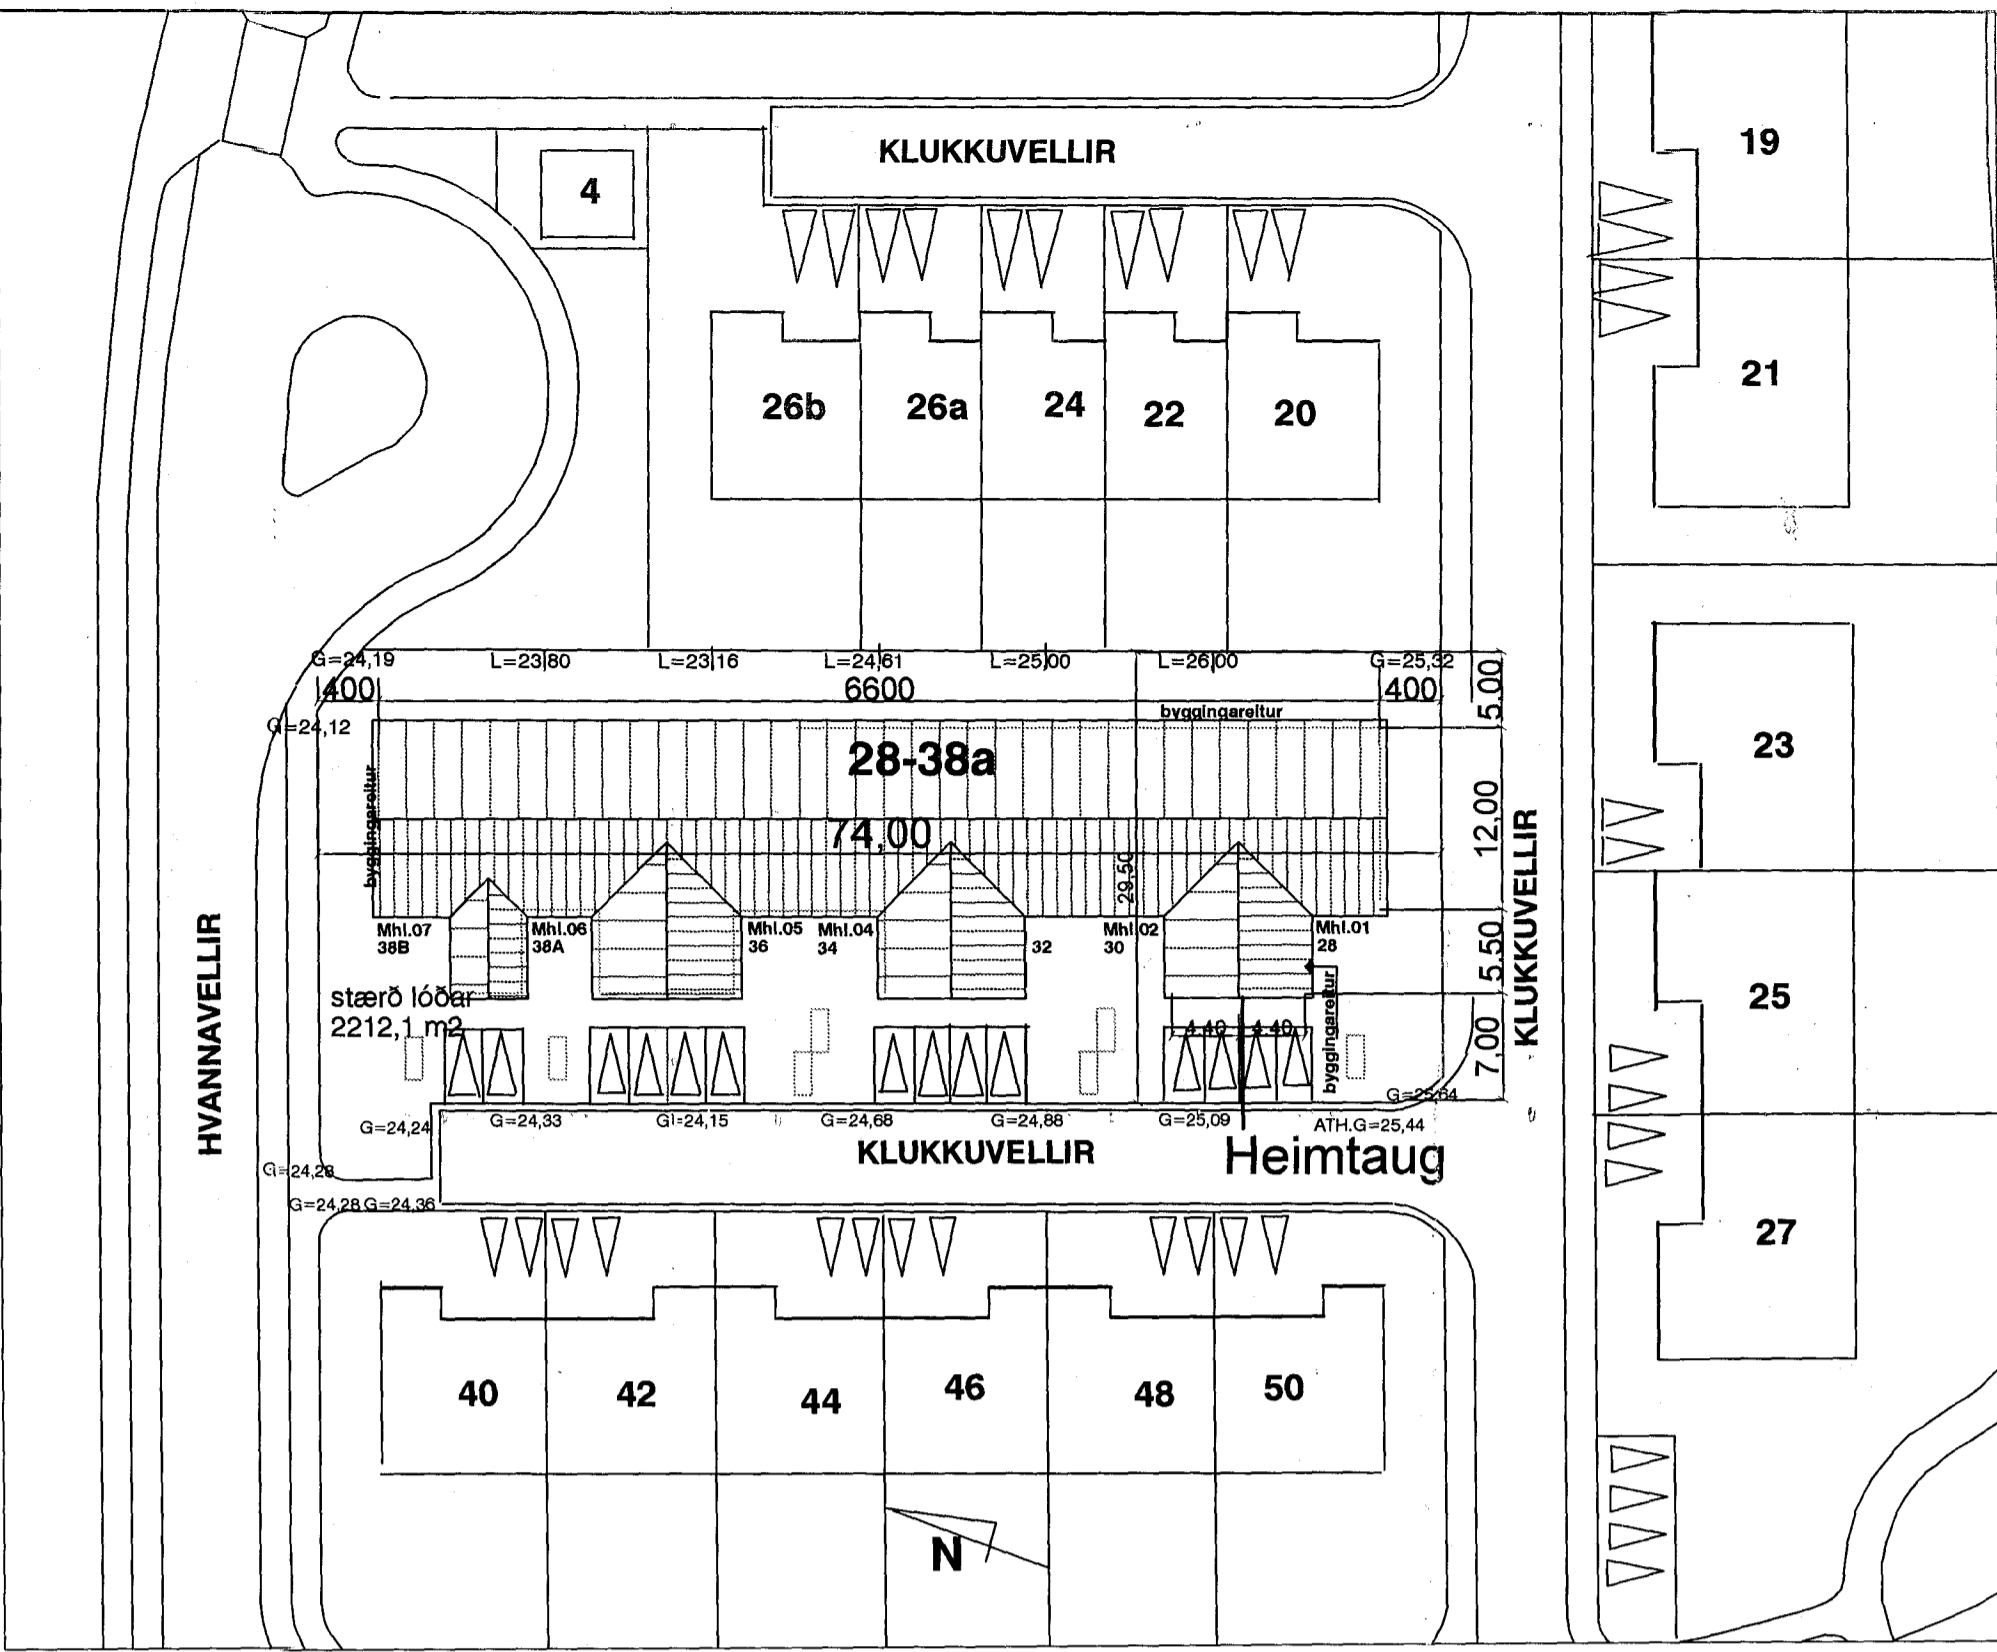 KLUKKUVELLIR
19
4
21
26b
26a
24
22
20
G=24,19
L=23,80
L=23,16
L=24,61
L=25,00
L=26,00
G=25,32
400
6600
400
5.00
G=24,12
byggingareitur
28-38a
23
74,00
12,00
byggingareitur
29,50
KLUKKUVELLIR
HVANNAVELLIR
Mhl.07
38B
Mhl.06
38A
Mhl.05
36
Mhl.04
34
32
Mhl.02
30
Mhl.01
28
5.50
25
stærð lóðar
2212,1 m2
4.40
4.40
byggingareitur
7,00
G=25,64
G=24,24
G=24,33
G=24,15
G=24,68
G=24,88
G=25,09
ATH.G=25,44
KLUKKUVELLIR
Heimtaug
G=24,28
G=24,28
G=24,36
27
40
42
44
46
48
50
N